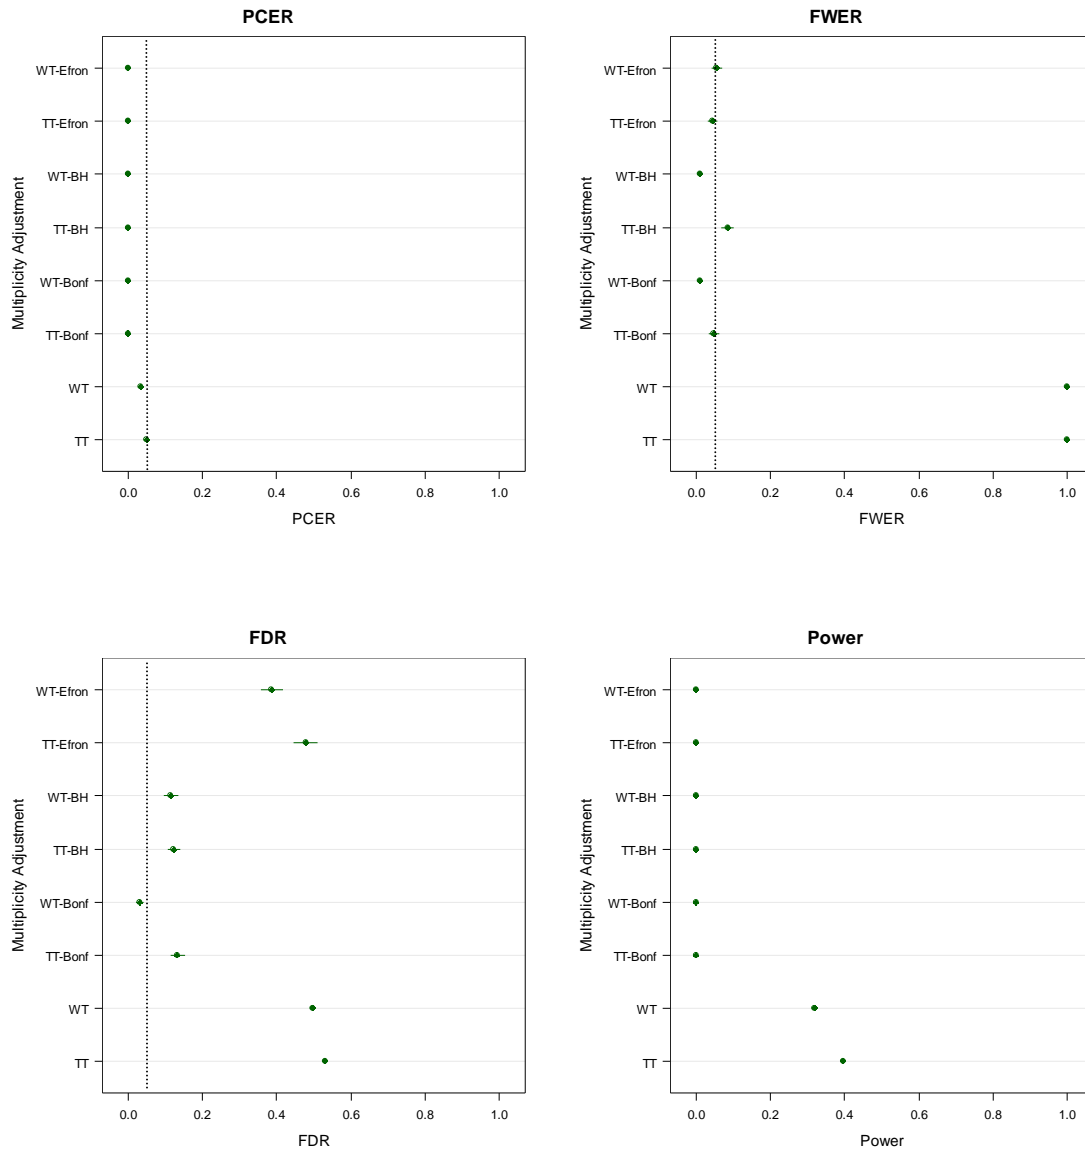 PCER
Multiplicity Adjustment
WT-Efron
TT-Efron
WT-BH
TT-BH
WT-Bonf
TT-Bonf
WT
TT
0.0 0.2 0.4 0.6 0.8 1.0
PCER
FWER
Multiplicity Adjustment
WT-Efron
TT-Efron
WT-BH
TT-BH
WT-Bonf
TT-Bonf
WT
TT
0.0 0.2 0.4 0.6 0.8 1.0
FWER
FDR
Multiplicity Adjustment
WT-Efron
TT-Efron
WT-BH
TT-BH
WT-Bonf
TT-Bonf
WT
TT
0.0 0.2 0.4 0.6 0.8 1.0
FDR
Power
Multiplicity Adjustment
WT-Efron
TT-Efron
WT-BH
TT-BH
WT-Bonf
TT-Bonf
WT
TT
0.0 0.2 0.4 0.6 0.8 1.0
Power